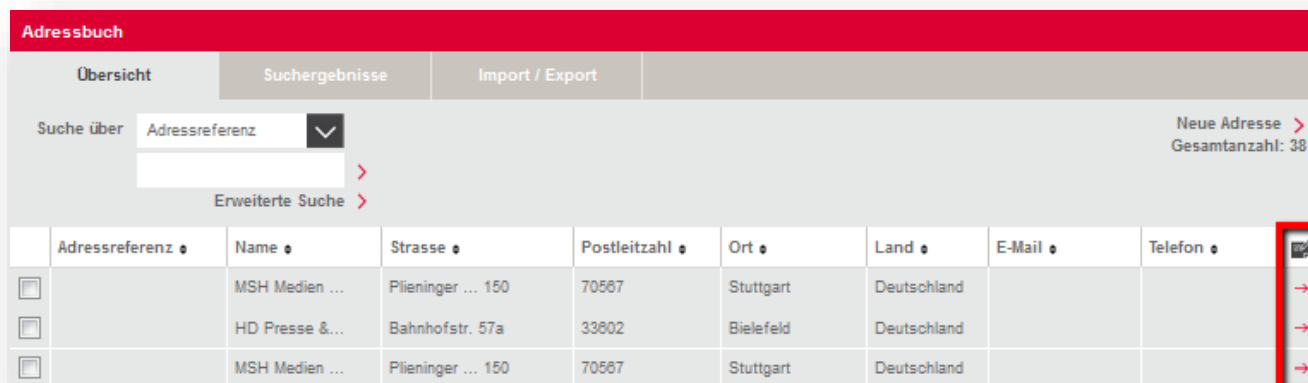 Adressbuch
Übersicht Suchergebnisse Import / Export
Suche über Adressreferenz Neue Adresse
Gesamtanzahl: 38
Erweiterte Suche
Adressreferenz Name Strasse Postleitzahl Ort Land E-Mail Telefon
MSH Medien ... Plieninger ... 150 70567 Stuttgart Deutschland
HD Presse &... Bahnhofstr. 57a 33602 Bielefeld Deutschland
MSH Medien ... Plieninger ... 150 70567 Stuttgart Deutschland